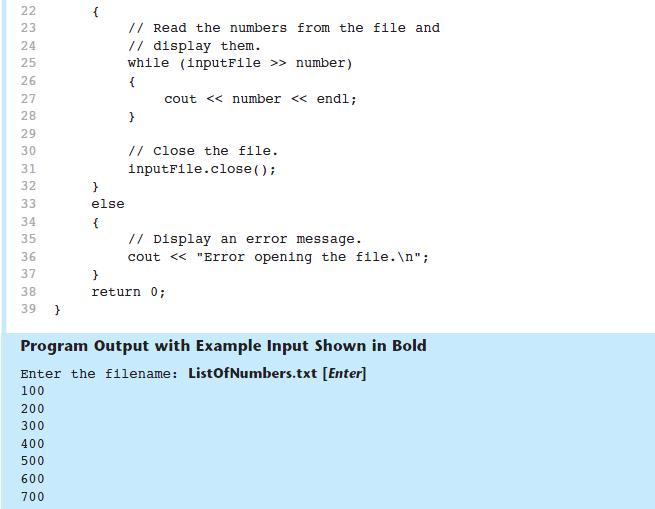 22 {
23 // Read the numbers from the file and
24 // display them.
25 while (inputFile >> number)
26 {
27 cout << number << endl;
28 }
29
30 // Close the file.
31 inputFile.close();
32 }
33 else
34 {
35 // Display an error message.
36 cout << "Error opening the file.\n";
37 }
38 return 0;
39 }
Program Output with Example Input Shown in Bold
Enter the filename: ListOfNumbers.txt [Enter]
100
200
300
400
500
600
700